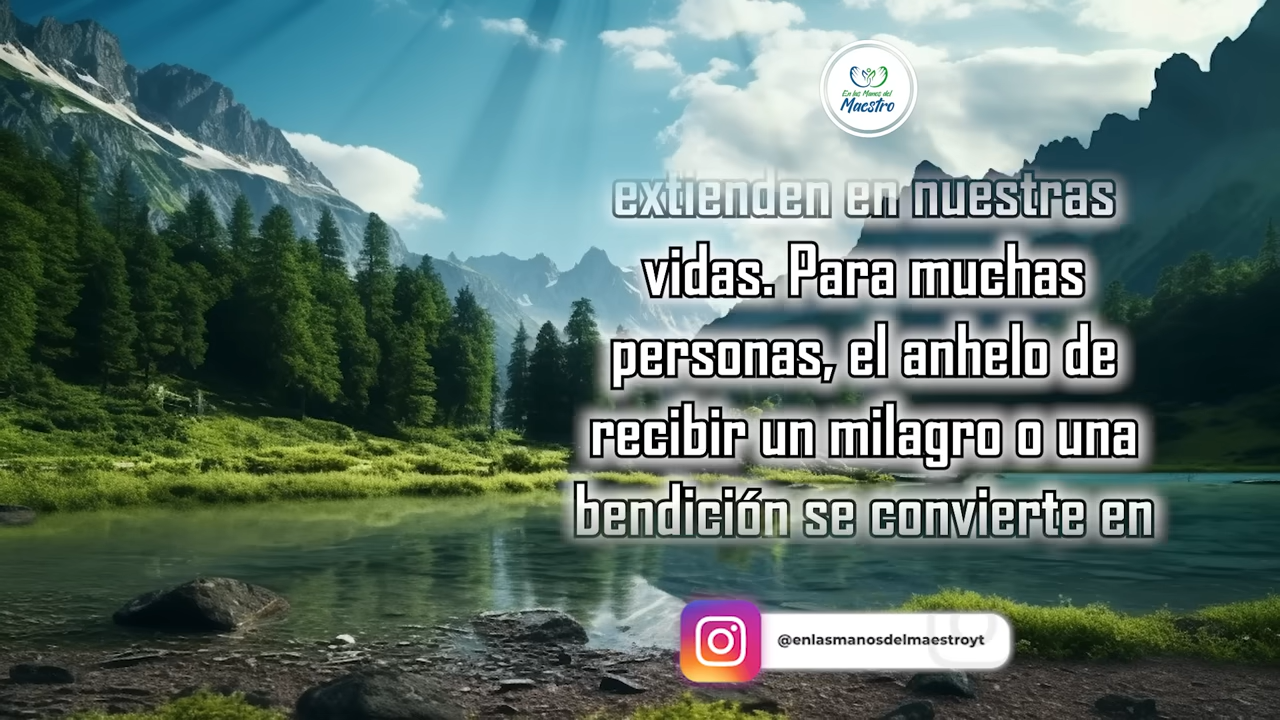 En las Manos del
Maestro
extienden en nuestras
vidas. Para muchas
personas, el anhelo de
recibir un milagro o una
bendición se convierte en
@enlasmanosdelmaestroyt